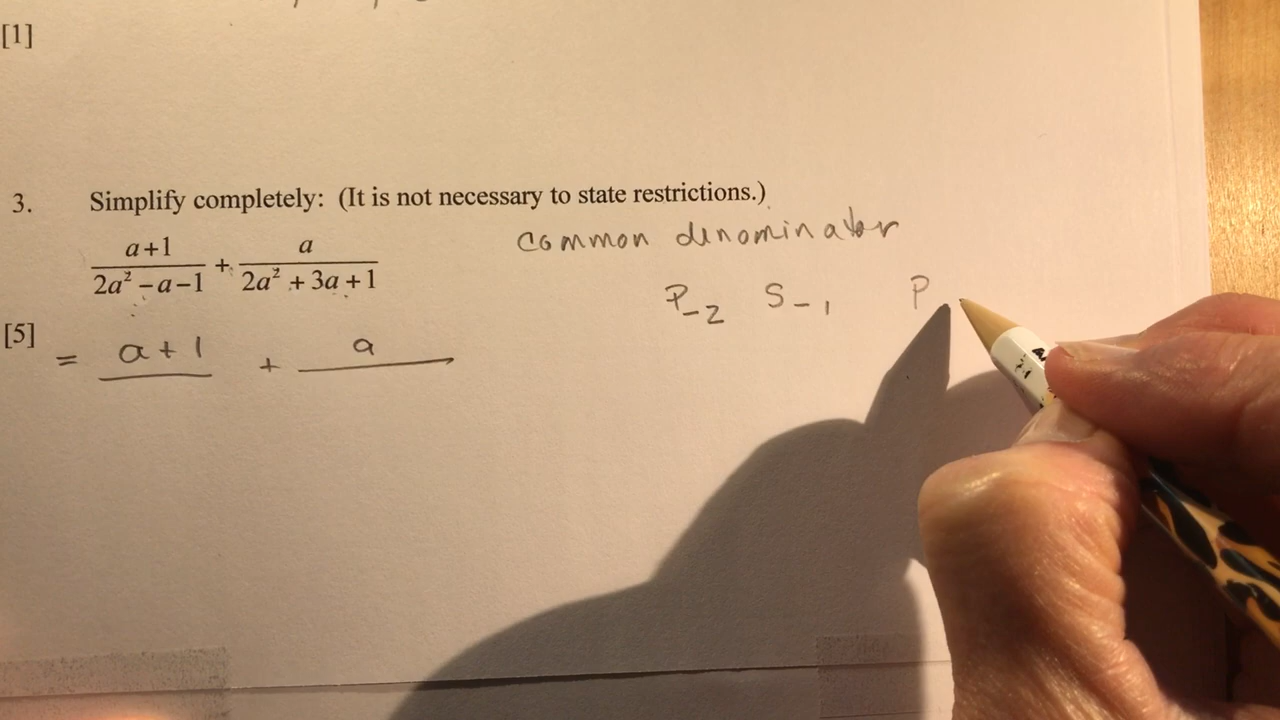 [1]
3. Simplify completely: (It is not necessary to state restrictions.)
common denominator
a+1 / 2a² − a − 1 + a / 2a² + 3a + 1
P−2 S−1 P
[5]
= a+1 + a